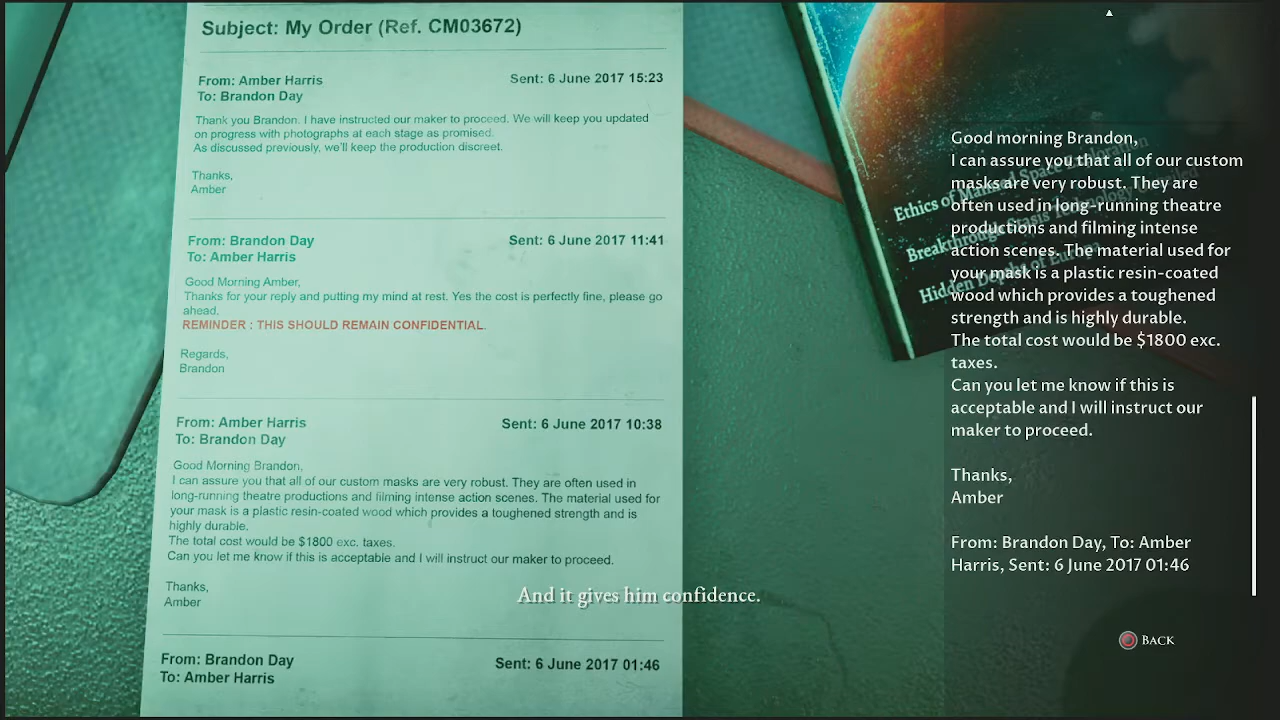 Subject: My Order (Ref. CM03672)
From: Amber Harris
Sent: 6 June 2017 15:23
To: Brandon Day
Thank you Brandon. I have instructed our maker to proceed. We will keep you updated
on progress with photographs at each stage as promised.
As discussed previously, we'll keep the production discreet.
Thanks,
Amber
From: Brandon Day
Sent: 6 June 2017 11:41
To: Amber Harris
Good Morning Amber,
Thanks for your reply and putting my mind at rest. Yes the cost is perfectly fine, please go
ahead.
REMINDER : THIS SHOULD REMAIN CONFIDENTIAL.
Regards,
Brandon
From: Amber Harris
Sent: 6 June 2017 10:38
To: Brandon Day
Good Morning Brandon,
I can assure you that all of our custom masks are very robust. They are often used in
long-running theatre productions and filming intense action scenes. The material used for
your mask is a plastic resin-coated wood which provides a toughened strength and is
highly durable.
The total cost would be $1800 exc. taxes.
Can you let me know if this is acceptable and I will instruct our maker to proceed.
Thanks,
Amber
From: Brandon Day
Sent: 6 June 2017 01:46
To: Amber Harris
And it gives him confidence.
Ethics of Manned Space Exploration
Breakthrough Stasis Technology
Hidden Depths of Europa
Good morning Brandon,
I can assure you that all of our custom
masks are very robust. They are
often used in long-running theatre
productions and filming intense
action scenes. The material used for
your mask is a plastic resin-coated
wood which provides a toughened
strength and is highly durable.
The total cost would be $1800 exc.
taxes.
Can you let me know if this is
acceptable and I will instruct our
maker to proceed.
Thanks,
Amber
From: Brandon Day, To: Amber
Harris, Sent: 6 June 2017 01:46
BACK